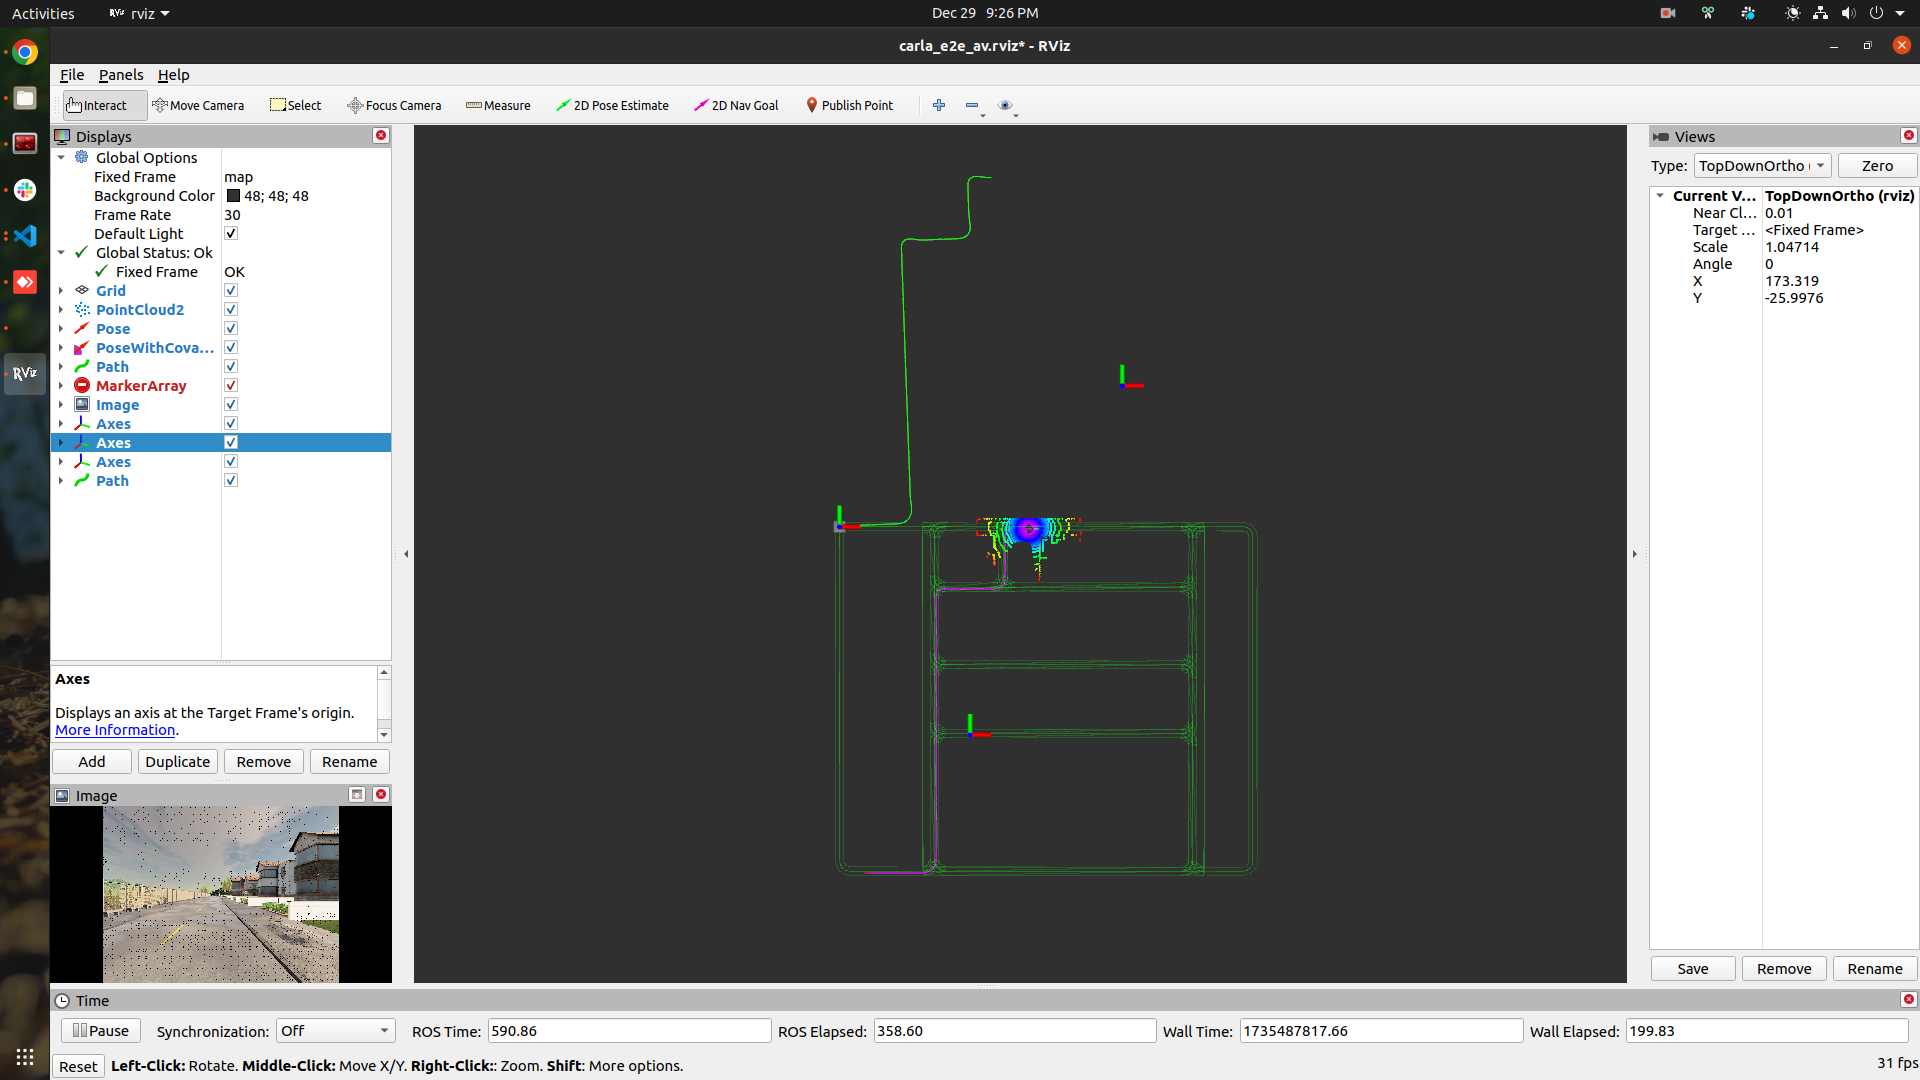 Activities
RViz rviz
Dec 29 9:26 PM
carla_e2e_av.rviz* - RViz
File Panels Help
Interact Move Camera Select Focus Camera Measure 2D Pose Estimate 2D Nav Goal Publish Point
Displays
Global Options
Fixed Frame map
Background Color 48; 48; 48
Frame Rate 30
Default Light
Global Status: Ok
Fixed Frame OK
Grid
PointCloud2
Pose
PoseWithCova...
Path
MarkerArray
Image
Axes
Axes
Axes
Path
RViz
Axes
Displays an axis at the Target Frame's origin.
More Information.
Add Duplicate Remove Rename
Image
Views
Type: TopDownOrtho ( Zero
Current V... TopDownOrtho (rviz)
Near Cl... 0.01
Target ... <Fixed Frame>
Scale 1.04714
Angle 0
X 173.319
Y -25.9976
Save Remove Rename
Time
Pause Synchronization: Off ROS Time: 590.86 ROS Elapsed: 358.60 Wall Time: 1735487817.66 Wall Elapsed: 199.83
Reset Left-Click: Rotate. Middle-Click: Move X/Y. Right-Click:: Zoom. Shift: More options. 31 fps